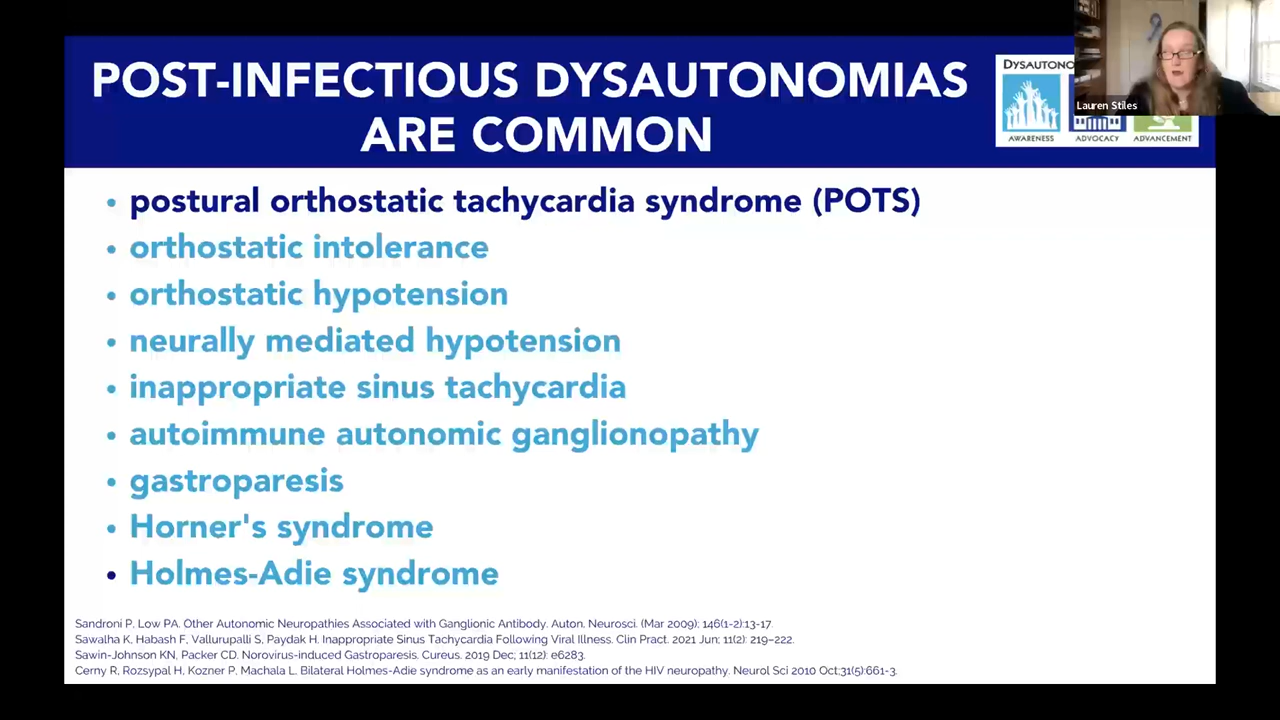 POST-INFECTIOUS DYSAUTONOMIAS
ARE COMMON
DYSAUTONO
AWARENESS
ADVOCACY
ADVANCEMENT
Lauren Stiles
• postural orthostatic tachycardia syndrome (POTS)
• orthostatic intolerance
• orthostatic hypotension
• neurally mediated hypotension
• inappropriate sinus tachycardia
• autoimmune autonomic ganglionopathy
• gastroparesis
• Horner's syndrome
• Holmes-Adie syndrome
Sandroni P, Low PA. Other Autonomic Neuropathies Associated with Ganglionic Antibody. Auton. Neurosci. (Mar 2009); 146(1-2):13-17.
Sawalha K, Habash F, Vallurupalli S, Paydak H. Inappropriate Sinus Tachycardia Following Viral Illness. Clin Pract. 2021 Jun; 11(2): 219–222.
Sawin-Johnson KN, Packer CD. Norovirus-induced Gastroparesis. Cureus. 2019 Dec; 11(12): e6283.
Cerny R, Rozsypal H, Kozner P, Machala L. Bilateral Holmes-Adie syndrome as an early manifestation of the HIV neuropathy. Neurol Sci 2010 Oct;31(5):661-3.